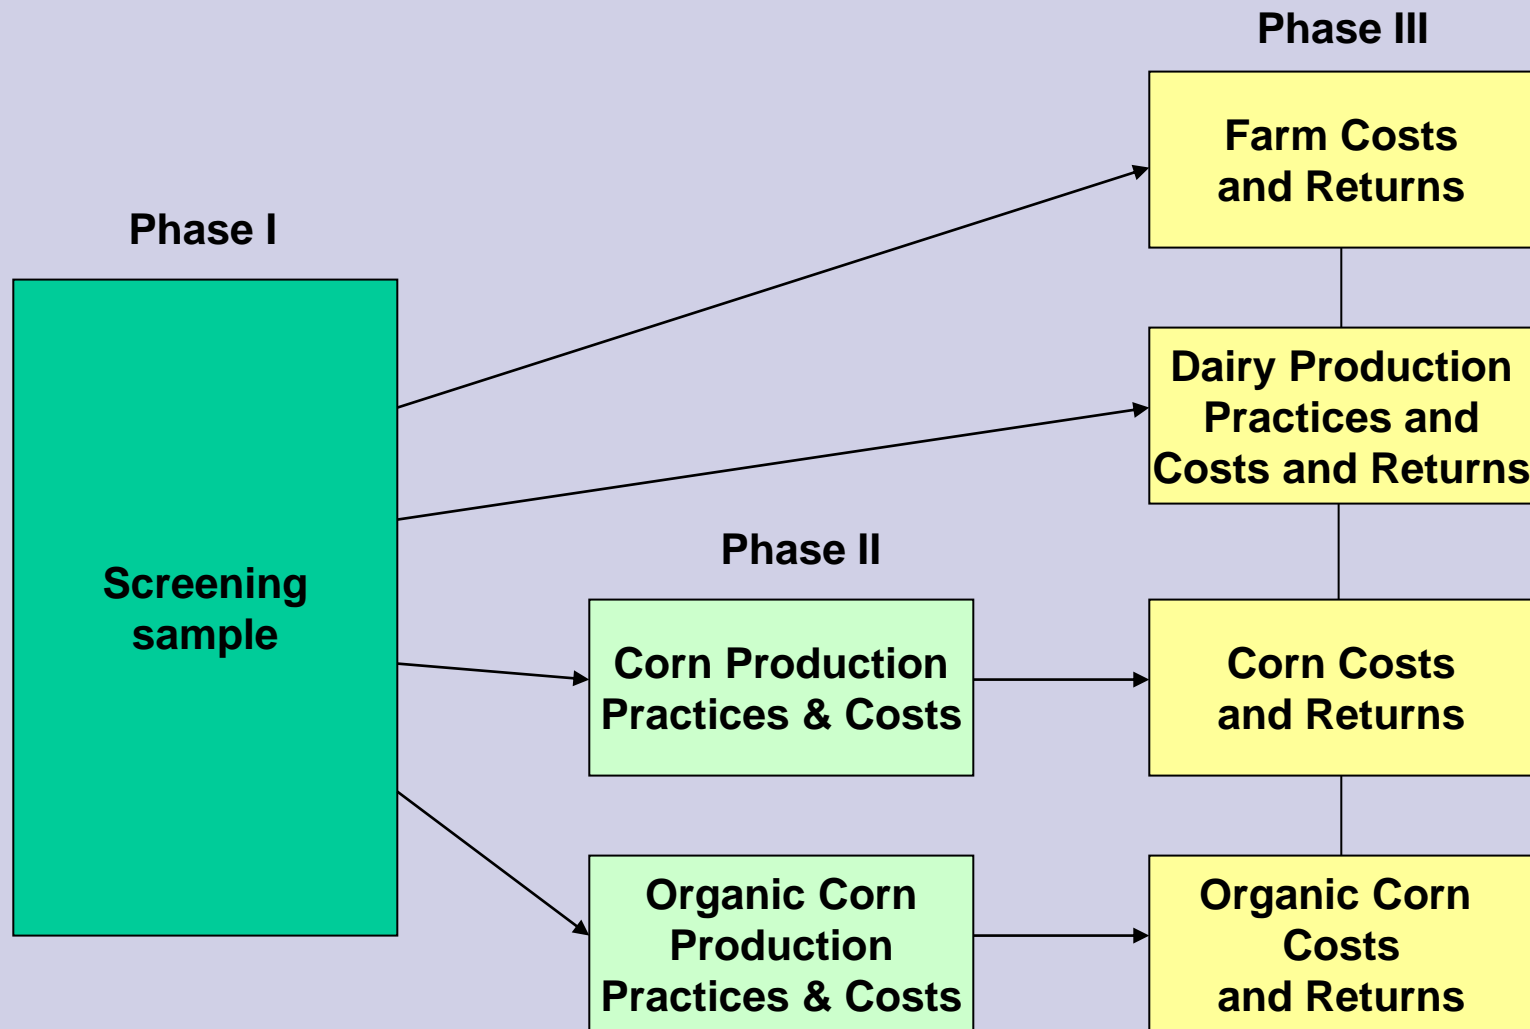 Phase III
Farm Costs
and Returns
Phase I
Dairy Production
Practices and
Costs and Returns
Phase II
Screening
sample
Corn Production
Practices & Costs
Corn Costs
and Returns
Organic Corn
Production
Practices & Costs
Organic Corn
Costs
and Returns